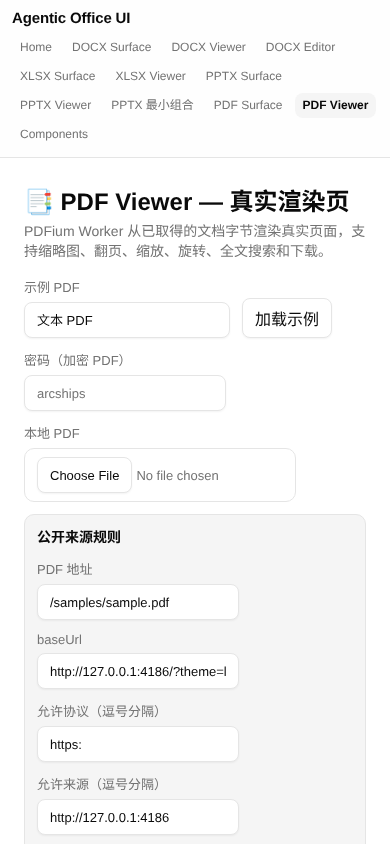 Agentic Office UI
Home DOCX Surface DOCX Viewer DOCX Editor
XLSX Surface XLSX Viewer PPTX Surface
PPTX Viewer PPTX 最小组合 PDF Surface PDF Viewer
Components
PDF Viewer — 真实渲染页
PDFium Worker 从已取得的文档字节渲染真实页面，支
持缩略图、翻页、缩放、旋转、全文搜索和下载。
示例 PDF
文本 PDF 加载示例
密码（加密 PDF）
arcships
本地 PDF
Choose File No file chosen
公开来源规则
PDF 地址
/samples/sample.pdf
baseUrl
http://127.0.0.1:4186/?theme=l
允许协议（逗号分隔）
https:
允许来源（逗号分隔）
http://127.0.0.1:4186